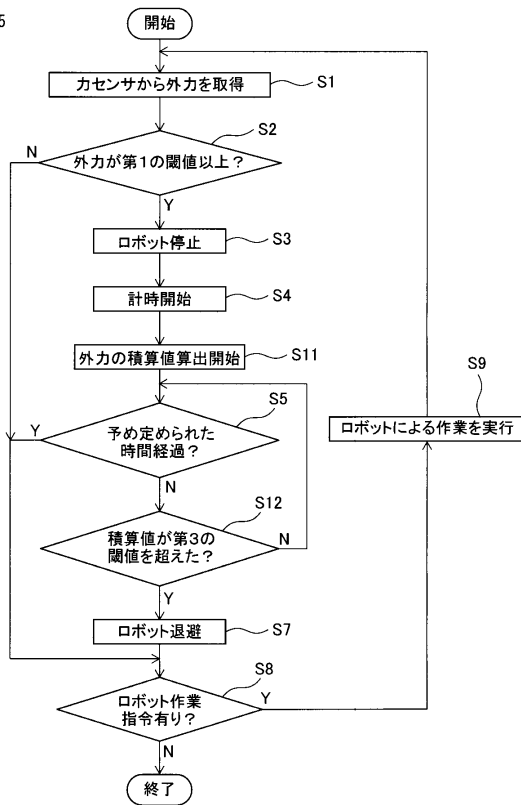 5
開始
力センサから外力を取得
S1
S2
N
外力が第1の閾値以上？
Y
ロボット停止
S3
計時開始
S4
外力の積算値算出開始
S11
S9
S5
ロボットによる作業を実行
Y
予め定められた
時間経過？
N
S12
積算値が第3の
閾値を超えた？
N
Y
ロボット退避
S7
S8
ロボット作業
指令有り？
Y
N
終了